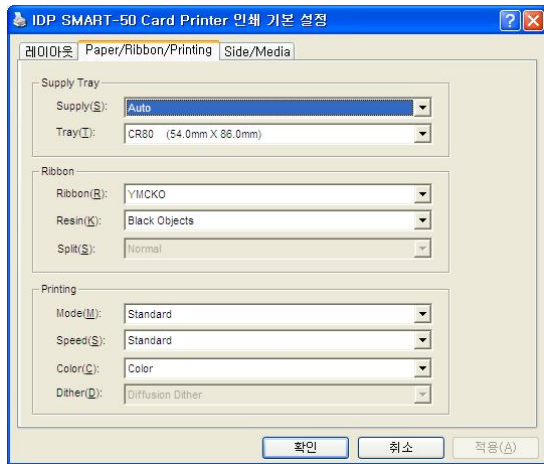 IDP SMART-50 Card Printer 인쇄 기본 설정
레이아웃 Paper/Ribbon/Printing Side/Media
Supply Tray
Supply(S): Auto
Tray(T): CR80 (54.0mm X 86.0mm)
Ribbon
Ribbon(R): YMCKO
Resin(K): Black Objects
Split(S): Normal
Printing
Mode(M): Standard
Speed(S): Standard
Color(C): Color
Dither(D): Diffusion Dither
확인 취소 적용(A)